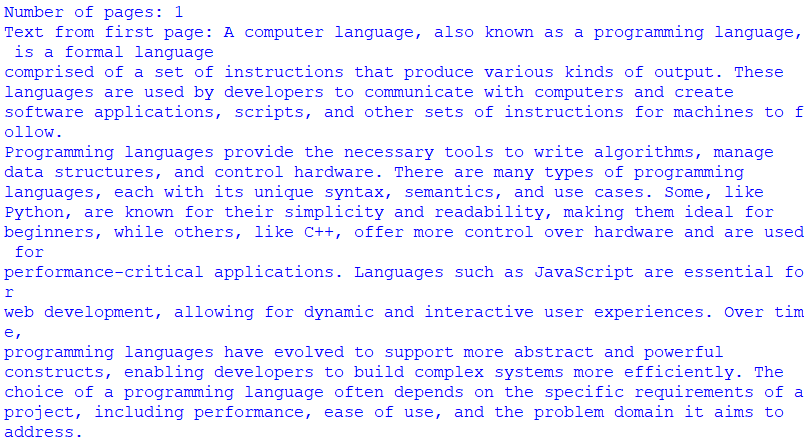 Number of pages: 1
Text from first page: A computer language, also known as a programming language,
 is a formal language
comprised of a set of instructions that produce various kinds of output. These
languages are used by developers to communicate with computers and create
software applications, scripts, and other sets of instructions for machines to f
ollow.
Programming languages provide the necessary tools to write algorithms, manage
data structures, and control hardware. There are many types of programming
languages, each with its unique syntax, semantics, and use cases. Some, like
Python, are known for their simplicity and readability, making them ideal for
beginners, while others, like C++, offer more control over hardware and are used
 for
performance-critical applications. Languages such as JavaScript are essential fo
r
web development, allowing for dynamic and interactive user experiences. Over tim
e,
programming languages have evolved to support more abstract and powerful
constructs, enabling developers to build complex systems more efficiently. The
choice of a programming language often depends on the specific requirements of a
project, including performance, ease of use, and the problem domain it aims to
address.